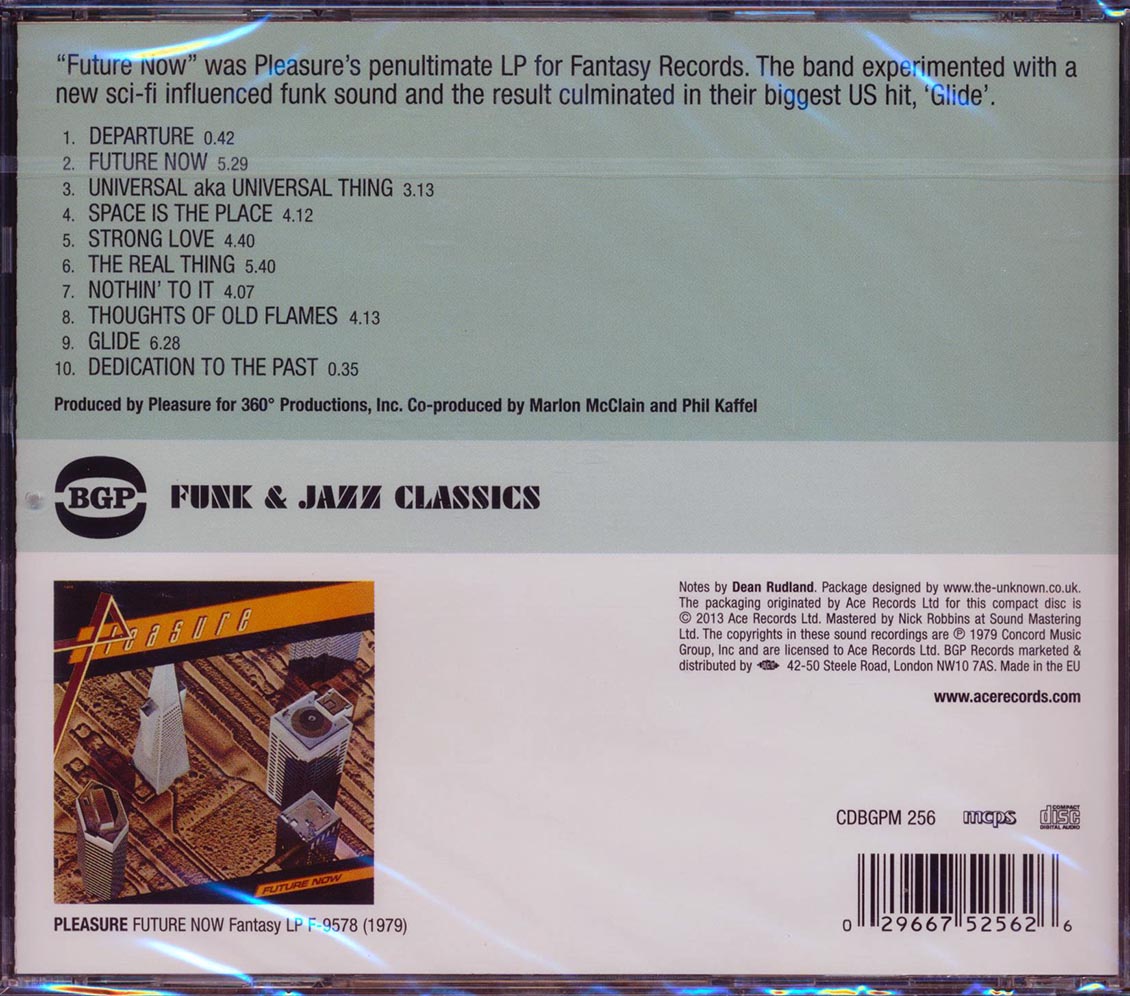 “Future Now” was Pleasure’s penultimate LP for Fantasy Records. The band experimented with a
new sci-fi influenced funk sound and the result culminated in their biggest US hit, ‘Glide’.
1. DEPARTURE 0.42
2. FUTURE NOW 5.29
3. UNIVERSAL aka UNIVERSAL THING 3.13
4. SPACE IS THE PLACE 4.12
5. STRONG LOVE 4.40
6. THE REAL THING 5.40
7. NOTHIN’ TO IT 4.07
8. THOUGHTS OF OLD FLAMES 4.13
9. GLIDE 6.28
10. DEDICATION TO THE PAST 0.35
Produced by Pleasure for 360° Productions, Inc. Co-produced by Marlon McClain and Phil Kaffel
BGP FUNK & JAZZ CLASSICS
Pleasure
FUTURE NOW
PLEASURE FUTURE NOW Fantasy LP F-9578 (1979)
Notes by Dean Rudland. Package designed by www.the-unknown.co.uk.
The packaging originated by Ace Records Ltd for this compact disc is
© 2013 Ace Records Ltd. Mastered by Nick Robbins at Sound Mastering
Ltd. The copyrights in these sound recordings are ℗ 1979 Concord Music
Group, Inc and are licensed to Ace Records Ltd. BGP Records marketed &
distributed by 42-50 Steele Road, London NW10 7AS. Made in the EU
www.acerecords.com
CDBGPM 256 mcps COMPACT disc DIGITAL AUDIO
0 29667 52562 6